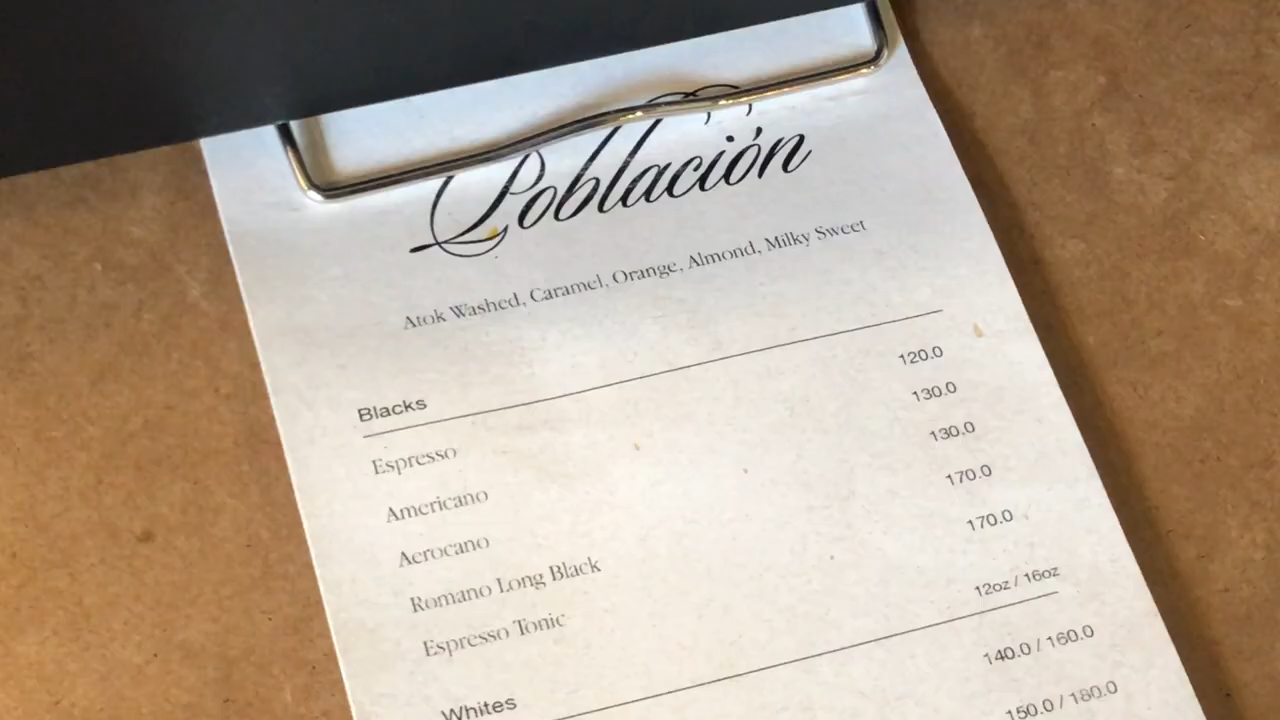 Población
Atok Washed, Caramel, Orange, Almond, Milky Sweet
Blacks
Espresso 120.0
Americano 130.0
Aerocano 130.0
Romano Long Black 170.0
Espresso Tonic 170.0
Whites 12oz / 16oz
140.0 / 160.0
150.0 / 180.0